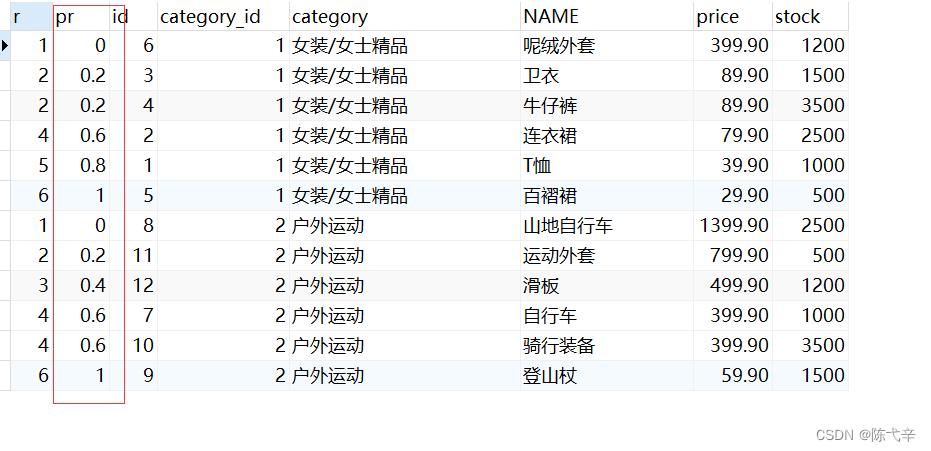 r pr id category_id category NAME price stock
1 0 6 1 女装/女士精品 呢绒外套 399.90 1200
2 0.2 3 1 女装/女士精品 卫衣 89.90 1500
2 0.2 4 1 女装/女士精品 牛仔裤 89.90 3500
4 0.6 2 1 女装/女士精品 连衣裙 79.90 2500
5 0.8 1 1 女装/女士精品 T恤 39.90 1000
6 1 5 1 女装/女士精品 百褶裙 29.90 500
1 0 8 2 户外运动 山地自行车 1399.90 2500
2 0.2 11 2 户外运动 运动外套 799.90 500
3 0.4 12 2 户外运动 滑板 499.90 1200
4 0.6 7 2 户外运动 自行车 399.90 1000
4 0.6 10 2 户外运动 骑行装备 399.90 3500
6 1 9 2 户外运动 登山杖 59.90 1500
CSDN @陈弋辛